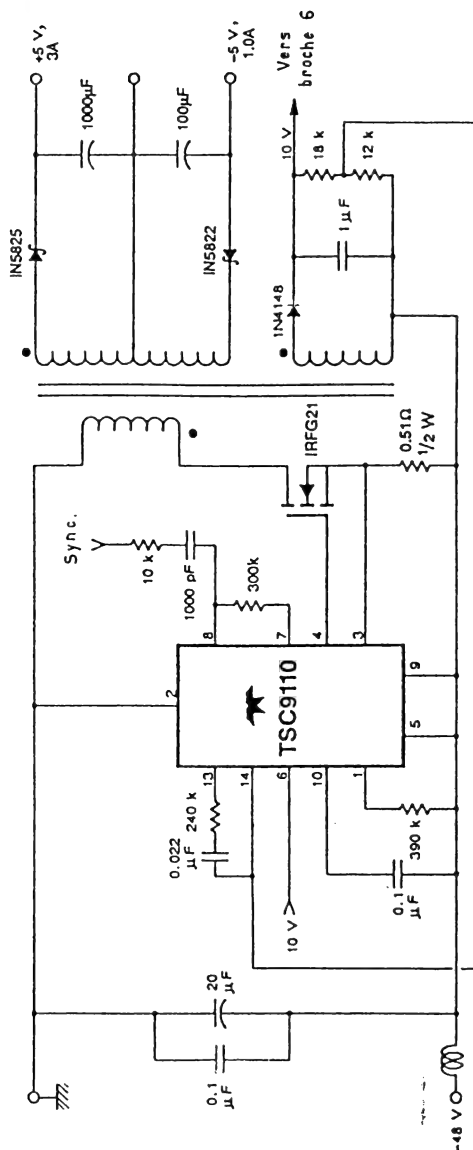 +5 V,
3A
1000µF
100µF
−5 V,
1.0A
1N5825
1N5822
Vers
broche 6
10 V
18 k
12 k
1 µF
1N4148
IRFG21
0.51Ω
1/2 W
Sync.
10 k
1000 pF
300k
8
7
4
3
2
TSC9110
9
5
13
14
6
10
1
240 k
0.022
µF
10 V
390 k
0.1
µF
20
µF
0.1
µF
−48 V